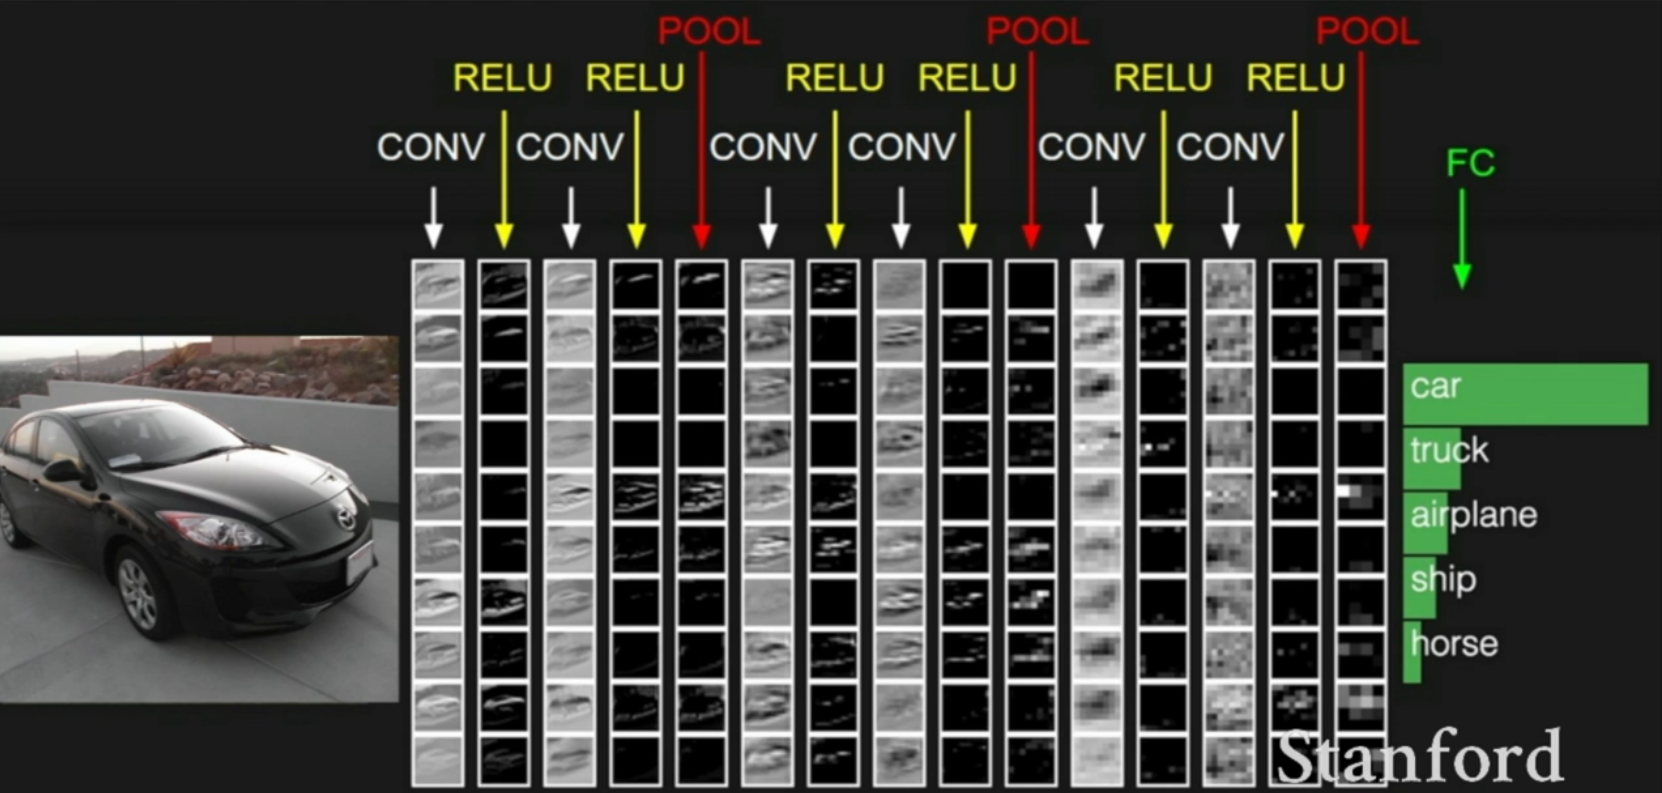 POOL POOL POOL
RELU RELU RELU RELU RELU RELU
CONV CONV CONV CONV CONV CONV
FC
car
truck
airplane
ship
horse
Stanford